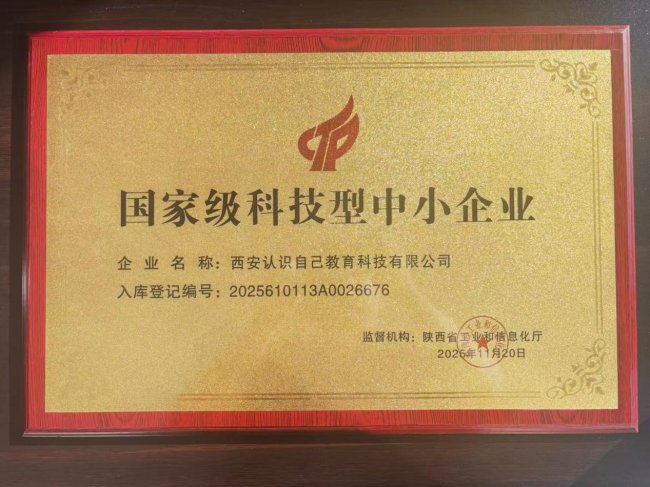 国家级科技型中小企业
企业名称：西安认识自己教育科技有限公司
入库登记编号：2025610113A0026676
监督机构：陕西省工业和信息化厅
2025年11月20日